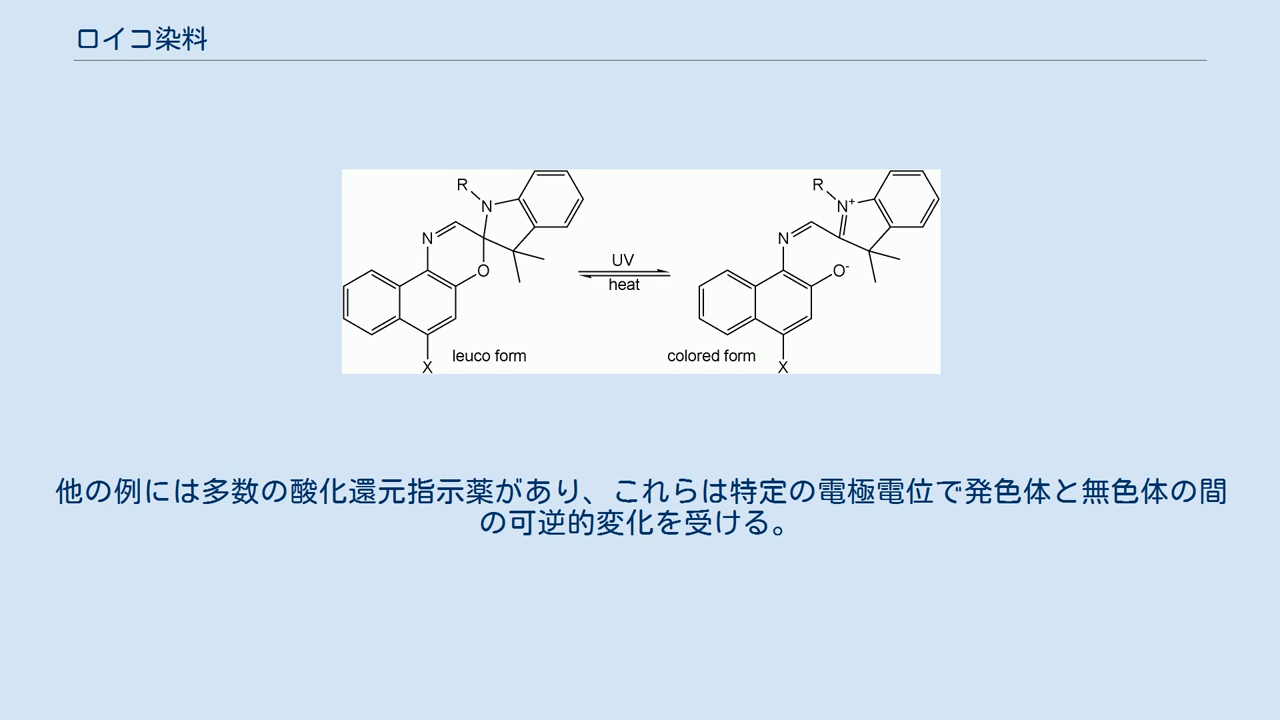 ロイコ染料
R
N
N
O
X
leuco form
UV
heat
R
N+
N
O-
X
colored form
他の例には多数の酸化還元指示薬があり、これらは特定の電極電位で発色体と無色体の間
の可逆的変化を受ける。